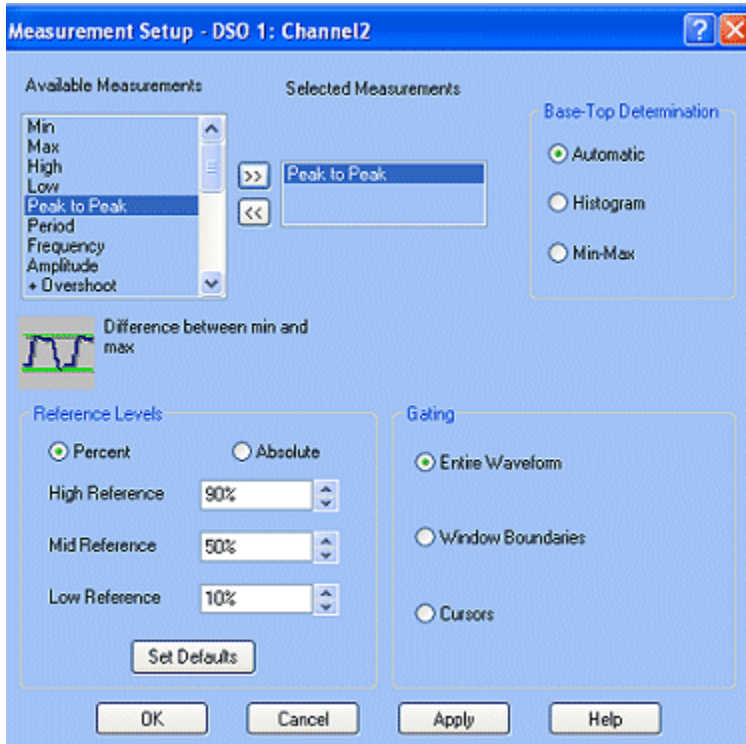 Measurement Setup - DSO 1: Channel2
Available Measurements
Selected Measurements
Min
Max
High
Low
Peak to Peak
Period
Frequency
Amplitude
+ Overshoot
>>
<<
Peak to Peak
Base-Top Determination
Automatic
Histogram
Min-Max
Difference between min and
max
Reference Levels
Percent
Absolute
High Reference
90%
Mid Reference
50%
Low Reference
10%
Set Defaults
Gating
Entire Waveform
Window Boundaries
Cursors
OK
Cancel
Apply
Help